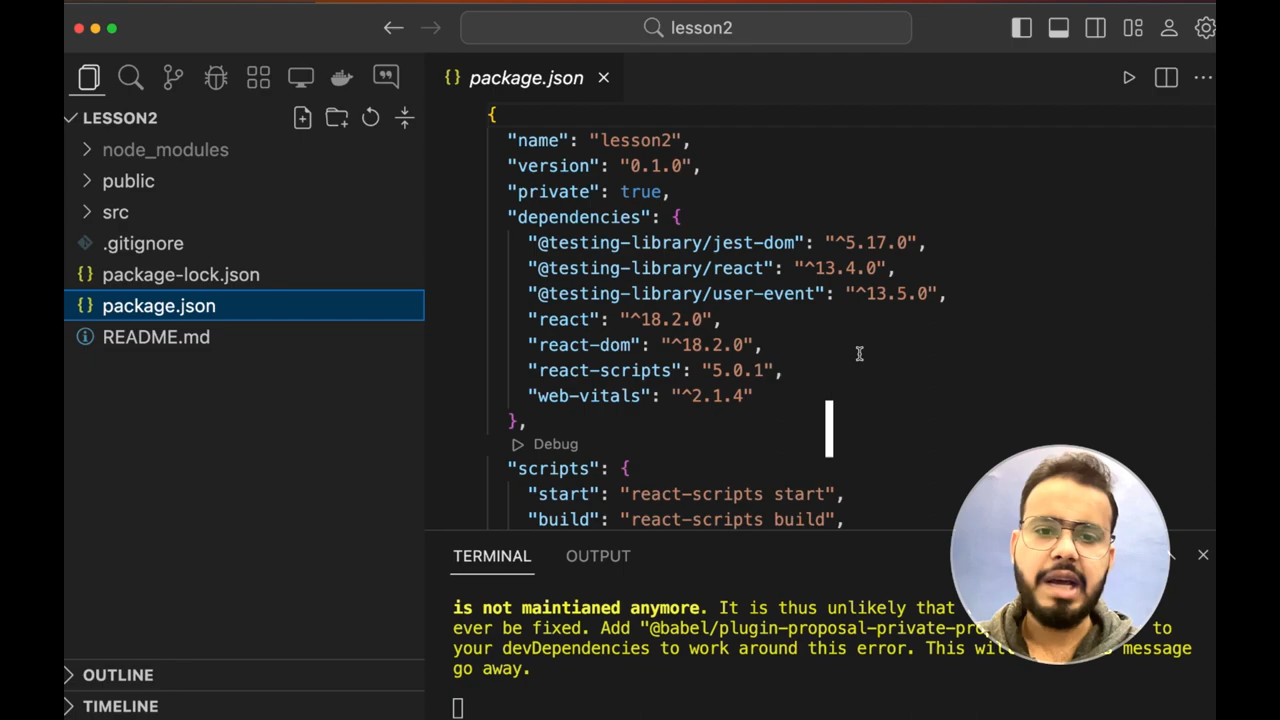 lesson2
package.json
LESSON2
node_modules
public
src
.gitignore
package-lock.json
package.json
README.md
OUTLINE
TIMELINE
{
"name": "lesson2",
"version": "0.1.0",
"private": true,
"dependencies": {
"@testing-library/jest-dom": "^5.17.0",
"@testing-library/react": "^13.4.0",
"@testing-library/user-event": "^13.5.0",
"react": "^18.2.0",
"react-dom": "^18.2.0",
"react-scripts": "5.0.1",
"web-vitals": "^2.1.4"
},
Debug
"scripts": {
"start": "react-scripts start",
"build": "react-scripts build",
TERMINAL OUTPUT
is not maintianed anymore. It is thus unlikely that
ever be fixed. Add "@babel/plugin-proposal-private- to
your devDependencies to work around this error. This message
go away.